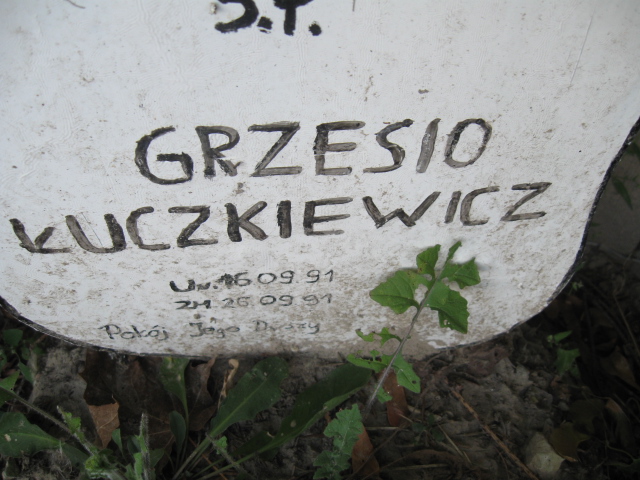 Ś.P.
GRZESIO
KUCZKIEWICZ
Ur. 16 09 91
ZM 26 09 91
Pokój Jego Duszy